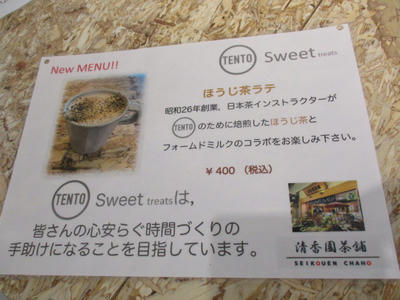 TENTO Sweet treats
New MENU!!
ほうじ茶ラテ
昭和26年創業。日本茶インストラクターが
TENTO のために焙煎したほうじ茶と
フォームドミルクのコラボをお楽しみ下さい。
¥400 (税込)
TENTO Sweet treatsは,
皆さんの心安らぐ時間づくりの
手助けになることを目指しています。
清香園茶舗
SEIKOUEN CHAHO